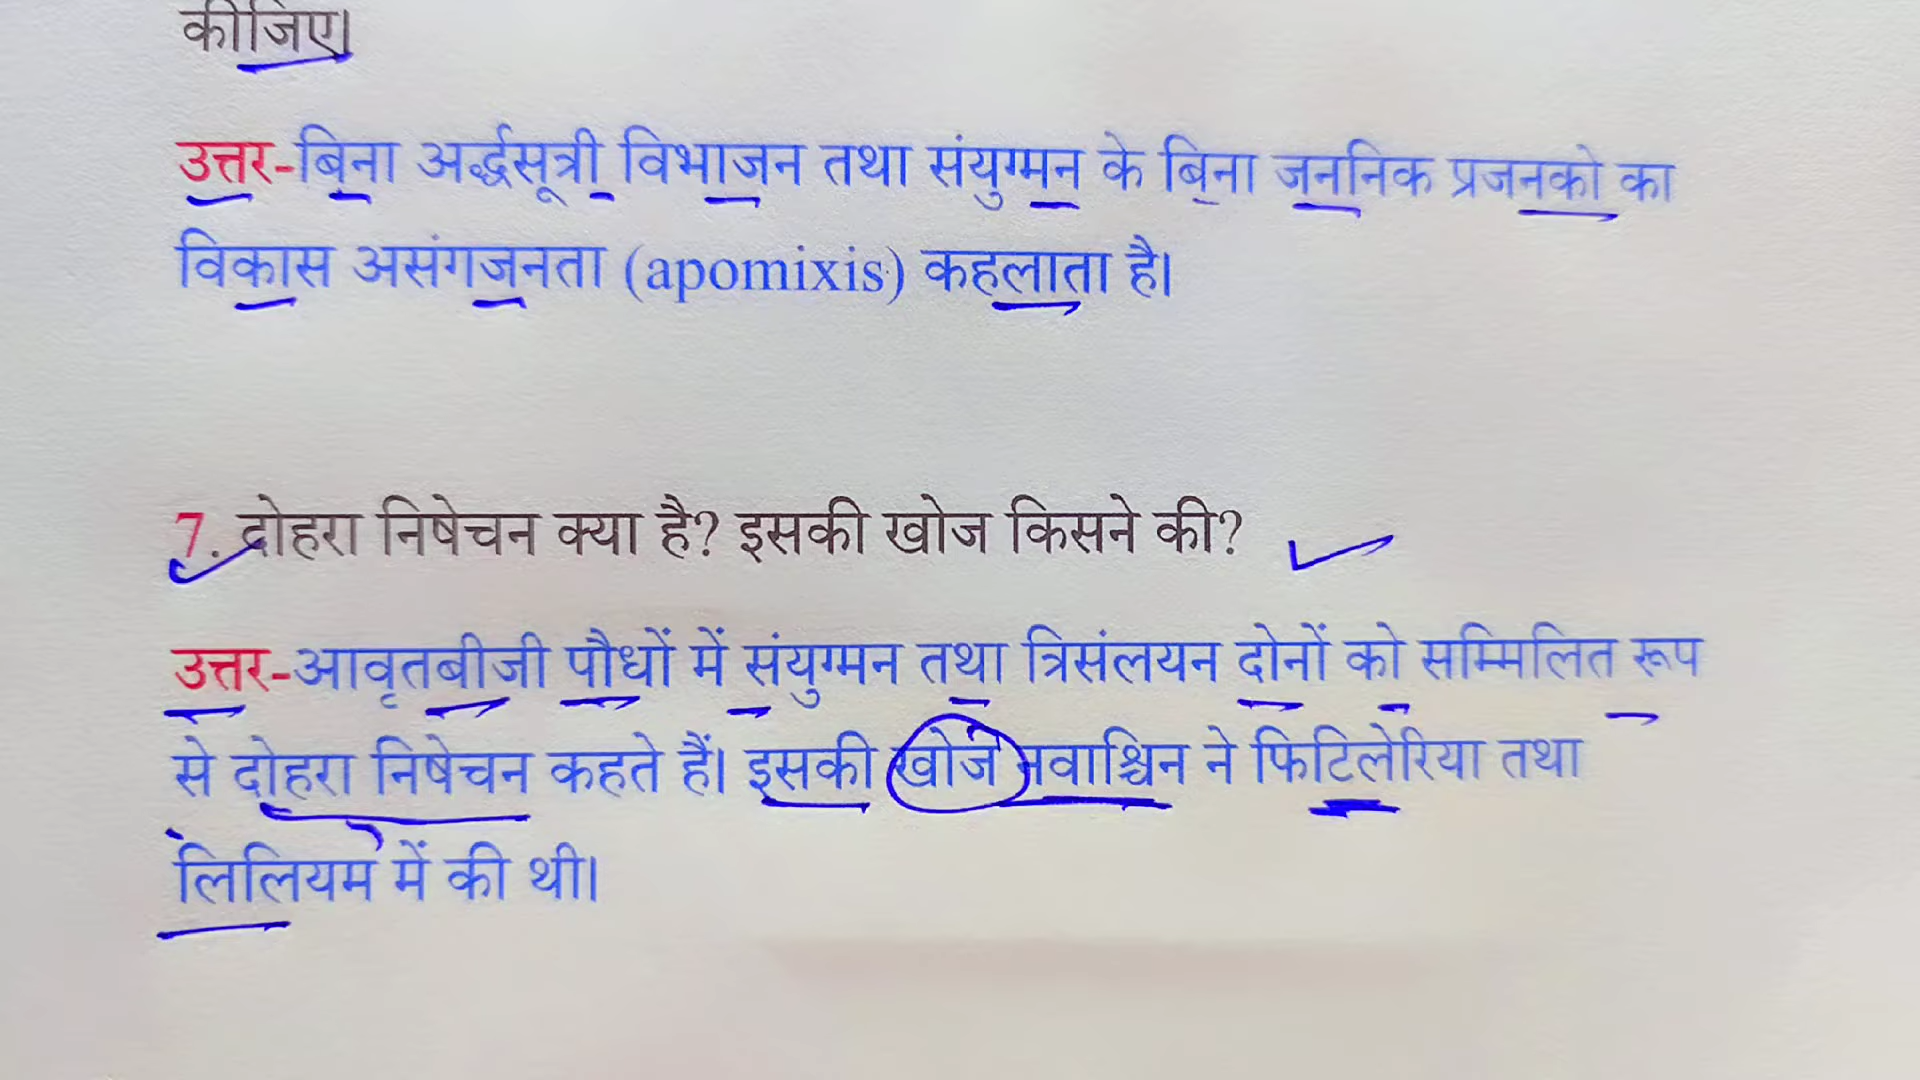 कीजिए।
उत्तर-बिना अर्द्धसूत्री विभाजन तथा संयुग्मन के बिना जननिक प्रजनको का
विकास असंगजनता (apomixis) कहलाता है।
7. दोहरा निषेचन क्या है? इसकी खोज किसने की?
उत्तर-आवृतबीजी पौधों में संयुग्मन तथा त्रिसंलयन दोनों को सम्मिलित रूप
से दोहरा निषेचन कहते हैं। इसकी खोज नवाश्चिन ने फिटिलेरिया तथा
लिलियम में की थी।